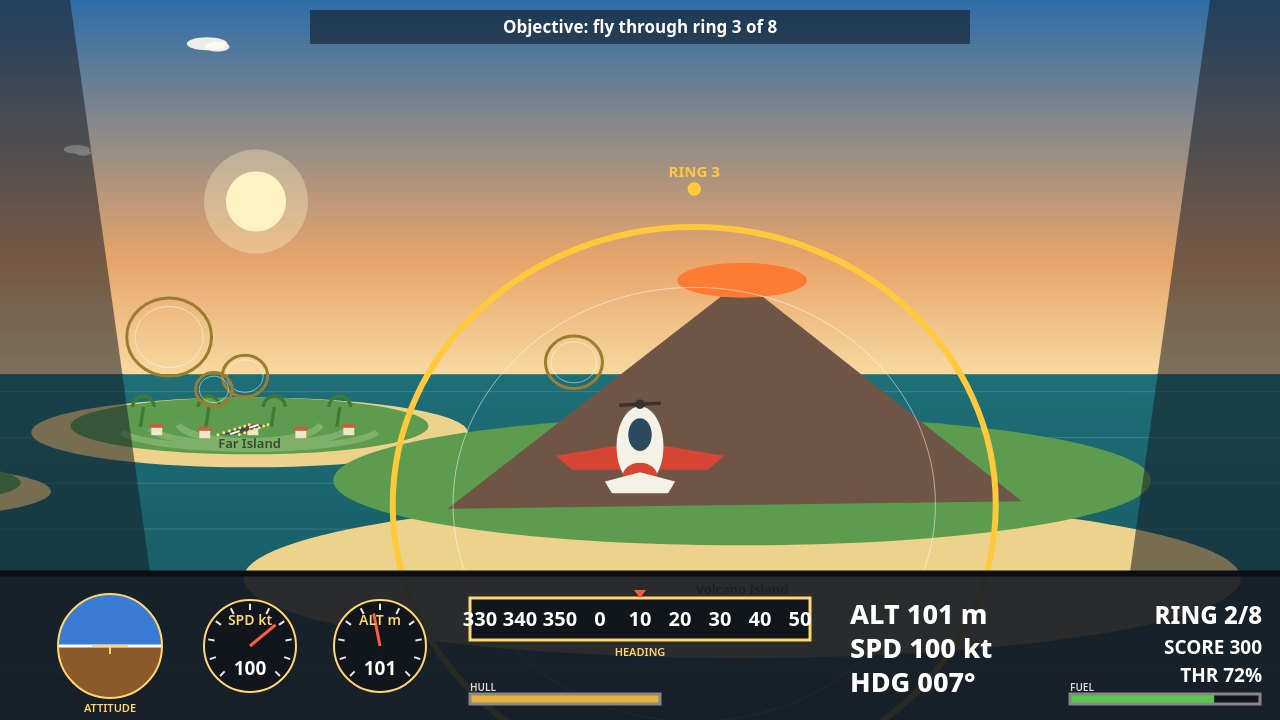 Objective: fly through ring 3 of 8
RING 3
Far Island
Volcano Island
SPD kt
100
ALT m
101
330 340 350 0 10 20 30 40 50
HEADING
ATTITUDE
HULL
ALT 101 m
SPD 100 kt
HDG 007°
RING 2/8
SCORE 300
THR 72%
FUEL